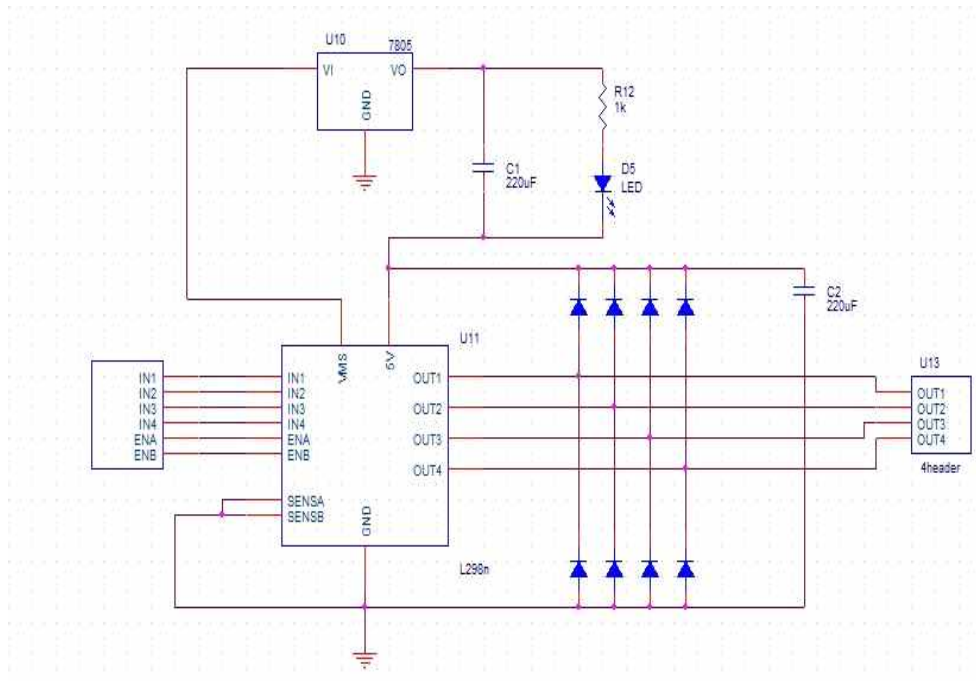 U10
7805
VI
VO
GND
R12
1k
C1
220uF
D5
LED
C2
220uF
U11
VMS
5V
IN1
IN2
IN3
IN4
ENA
ENB
IN1
IN2
IN3
IN4
ENA
ENB
SENSA
SENSB
GND
OUT1
OUT2
OUT3
OUT4
L298n
U13
OUT1
OUT2
OUT3
OUT4
4header